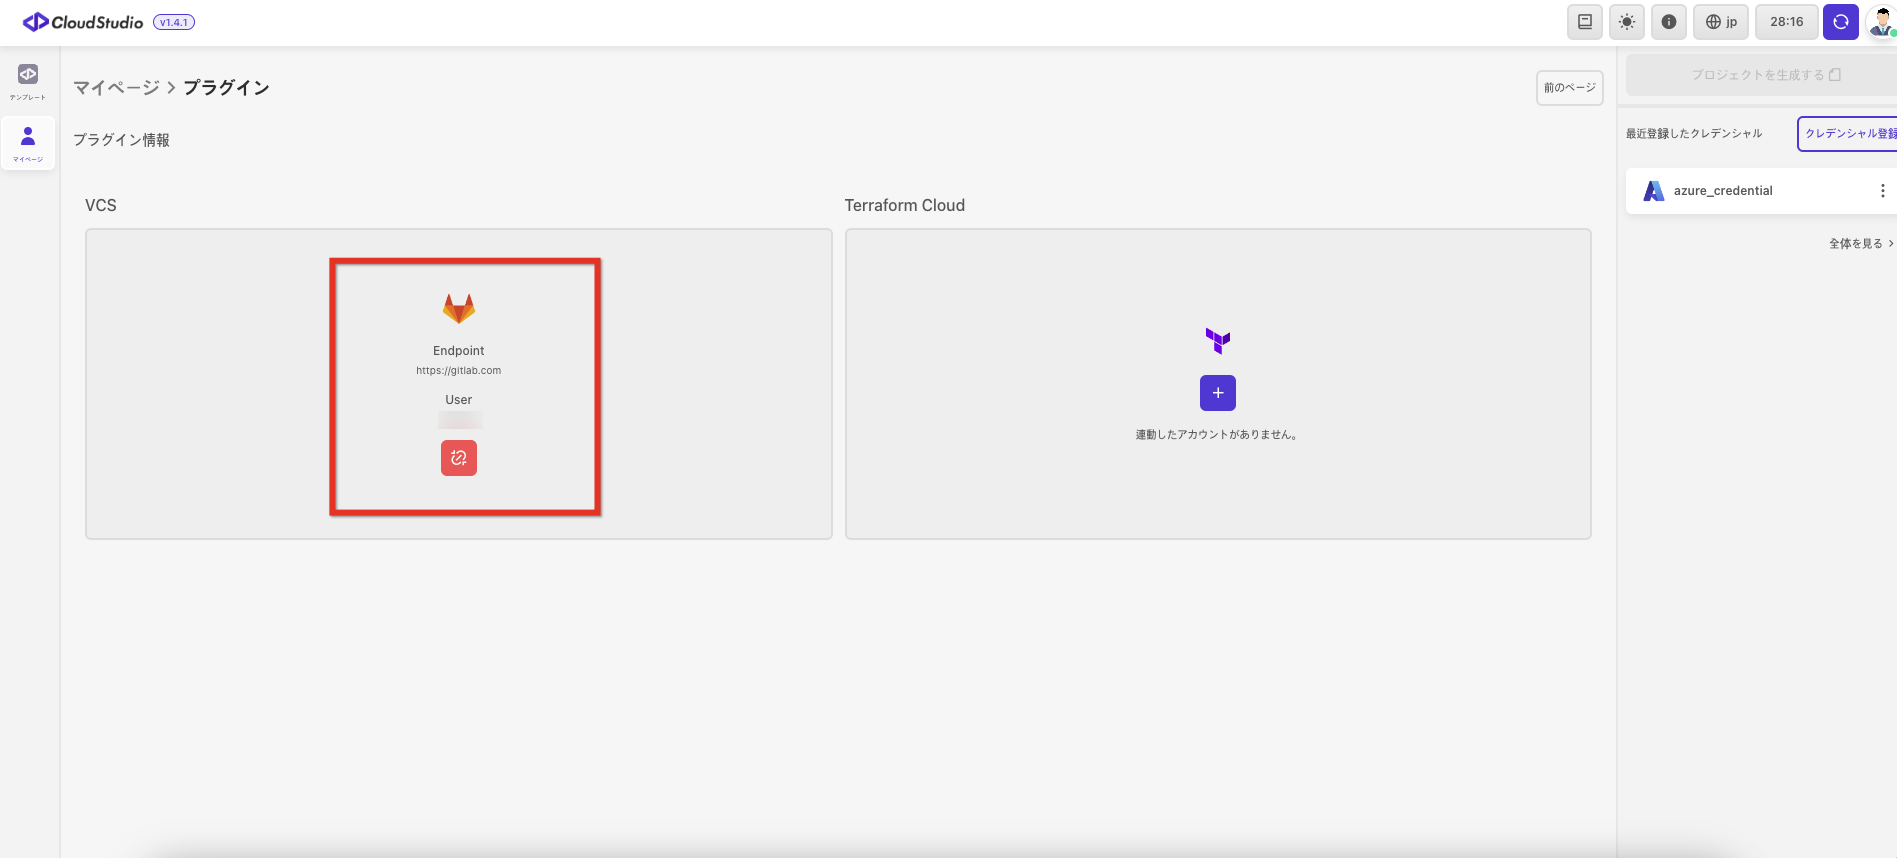 CloudStudio v1.4.1
jp
28:16
テンプレート
マイページ
マイページ > プラグイン
前のページ
プラグイン情報
VCS
Endpoint
https://gitlab.com
User
Terraform Cloud
連動したアカウントがありません。
プロジェクトを生成する
最近登録したクレデンシャル
クレデンシャル登録
azure_credential
全体を見る >